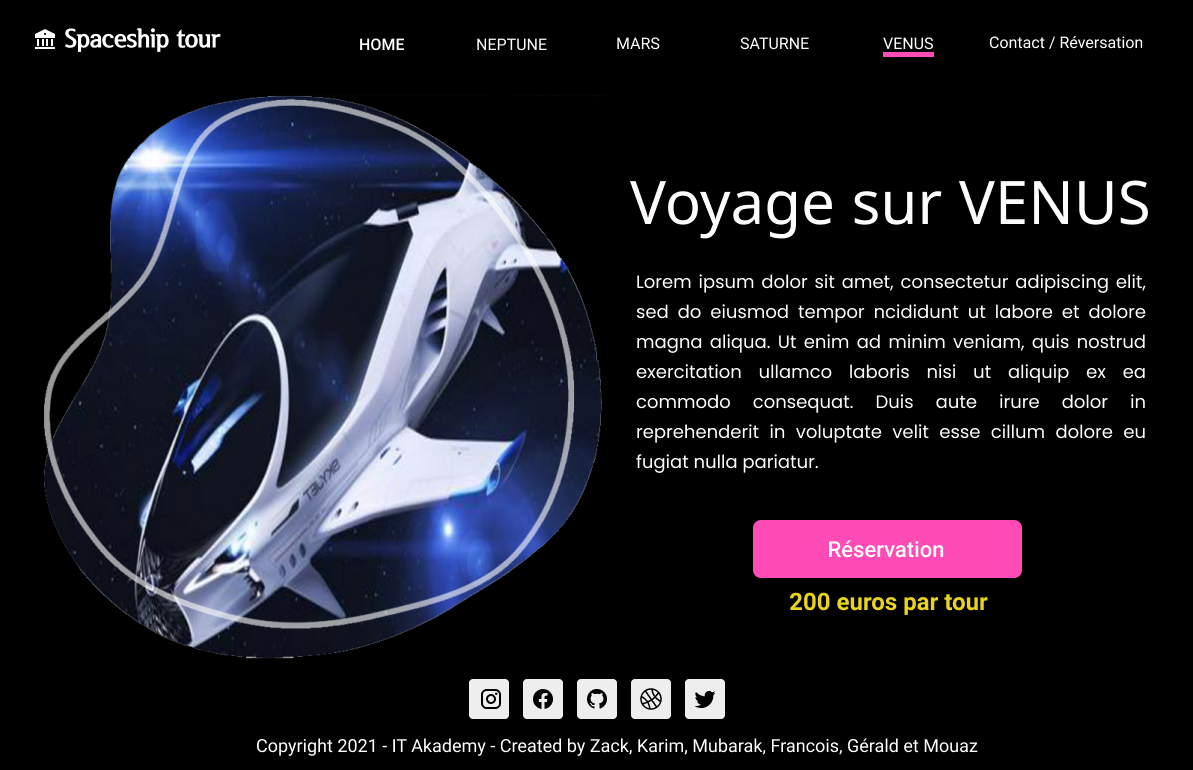 Spaceship tour
HOME
NEPTUNE
MARS
SATURNE
VENUS
Contact / Réversation
Voyage sur VENUS
Lorem ipsum dolor sit amet, consectetur adipiscing elit,
sed do eiusmod tempor ncididunt ut labore et dolore
magna aliqua. Ut enim ad minim veniam, quis nostrud
exercitation ullamco laboris nisi ut aliquip ex ea
commodo consequat. Duis aute irure dolor in
reprehenderit in voluptate velit esse cillum dolore eu
fugiat nulla pariatur.
Réservation
200 euros par tour
Copyright 2021 - IT Akademy - Created by Zack, Karim, Mubarak, Francois, Gérald et Mouaz